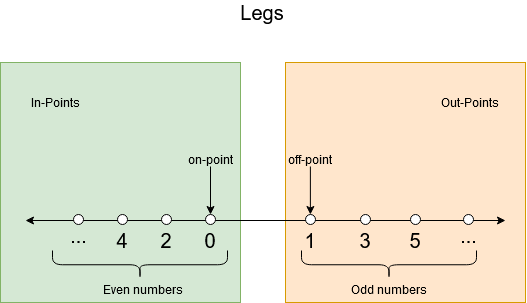 Legs
In-Points
Out-Points
on-point
off-point
... 4 2 0 1 3 5 ...
Even numbers
Odd numbers